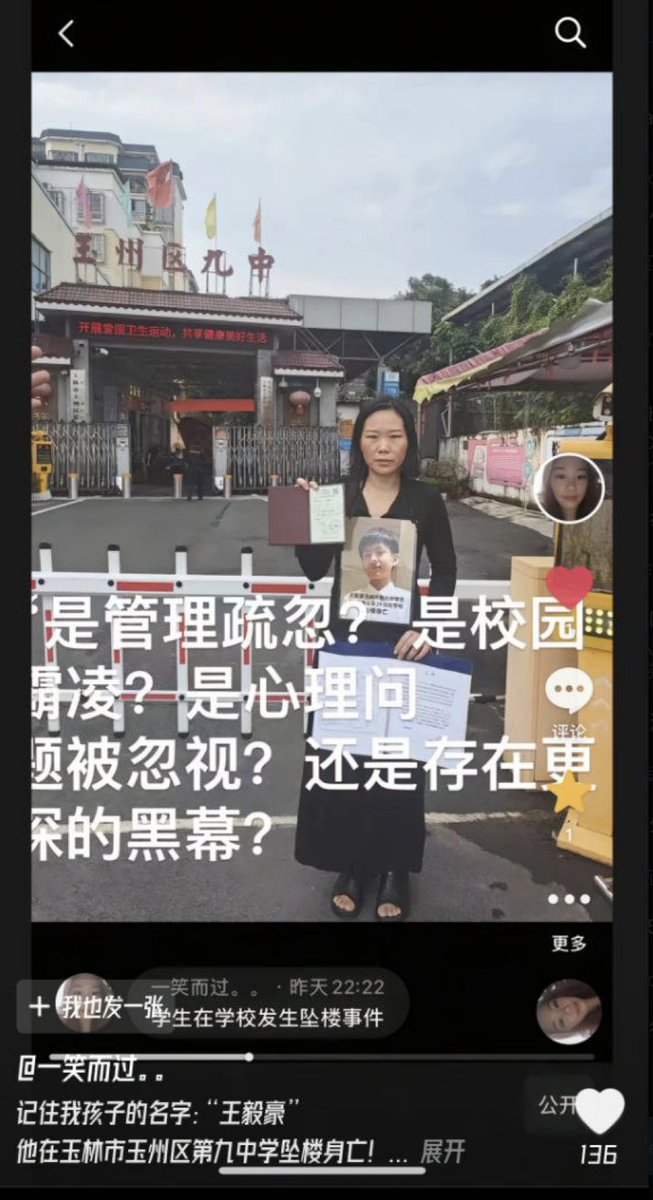 玉州区九中
开展爱国卫生运动，共享健康美好生活
“是管理疏忽？是校园
霸凌？是心理问
题被忽视？还是存在更
深的黑幕？
评论
1
更多
一笑而过。。 · 昨天22:22
+ 我也发一张
学生在学校发生坠楼事件
@一笑而过。。
记住我孩子的名字：“王毅豪”
公开
他在玉林市玉州区第九中学坠楼身亡！... 展开
136